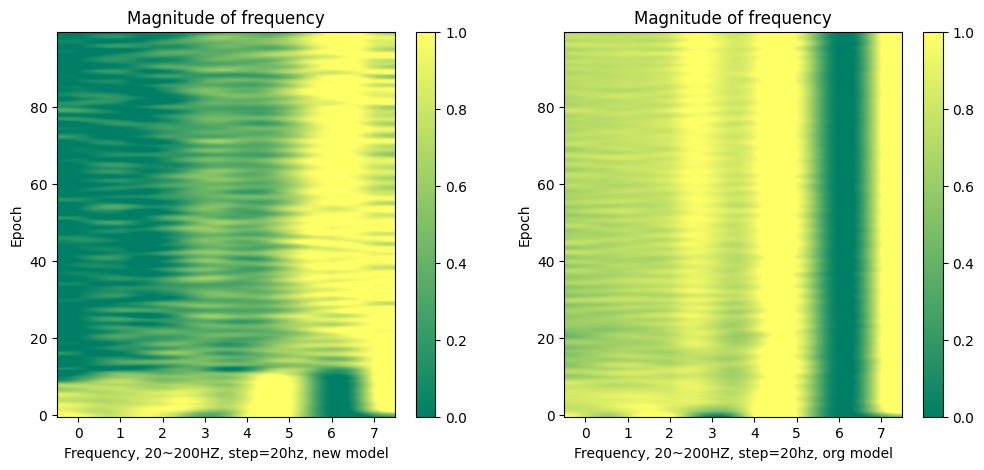 Magnitude of frequency
Epoch
80
60
40
20
0
0 1 2 3 4 5 6 7
Frequency, 20~200HZ, step=20hz, new model
1.0
0.8
0.6
0.4
0.2
0.0
Magnitude of frequency
Epoch
80
60
40
20
0
0 1 2 3 4 5 6 7
Frequency, 20~200HZ, step=20hz, org model
1.0
0.8
0.6
0.4
0.2
0.0